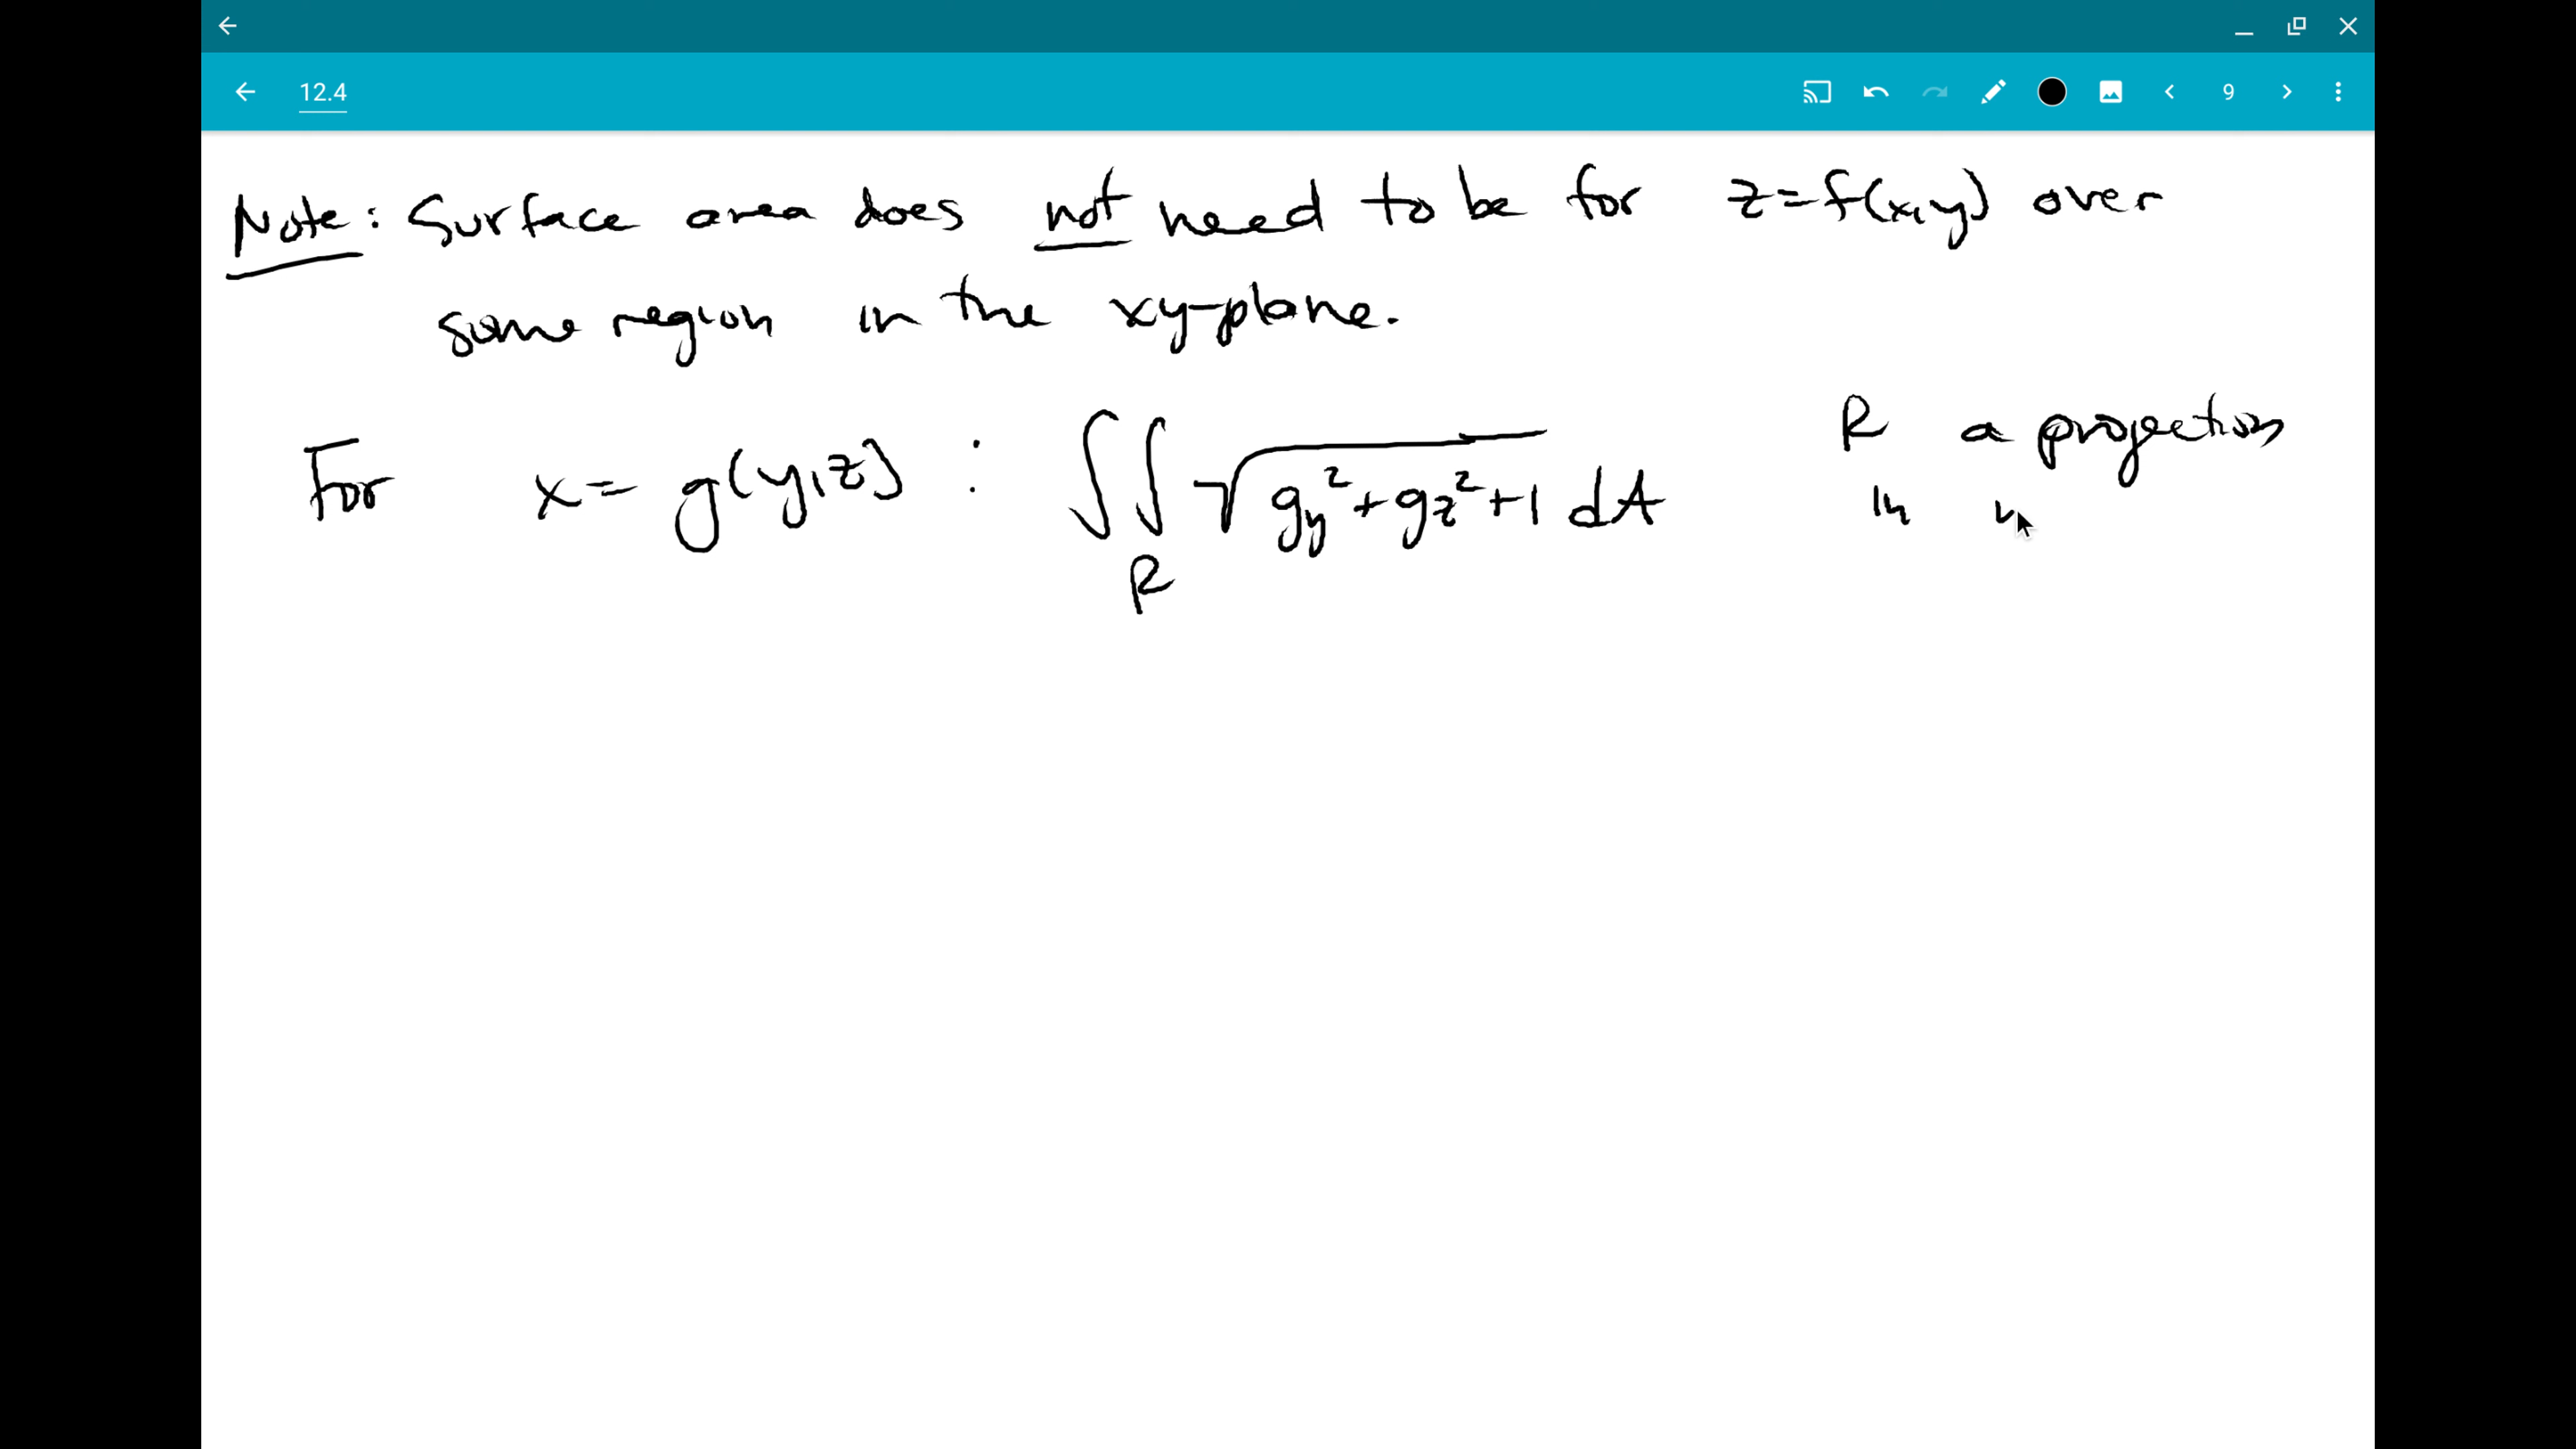 12.4
9
Note: Surface area does not need to be for z=f(x,y) over
some region in the xy-plane.
For x= g(y,z) : ∫∫_R √(g_y²+g_z²+1) dA R a projection
in